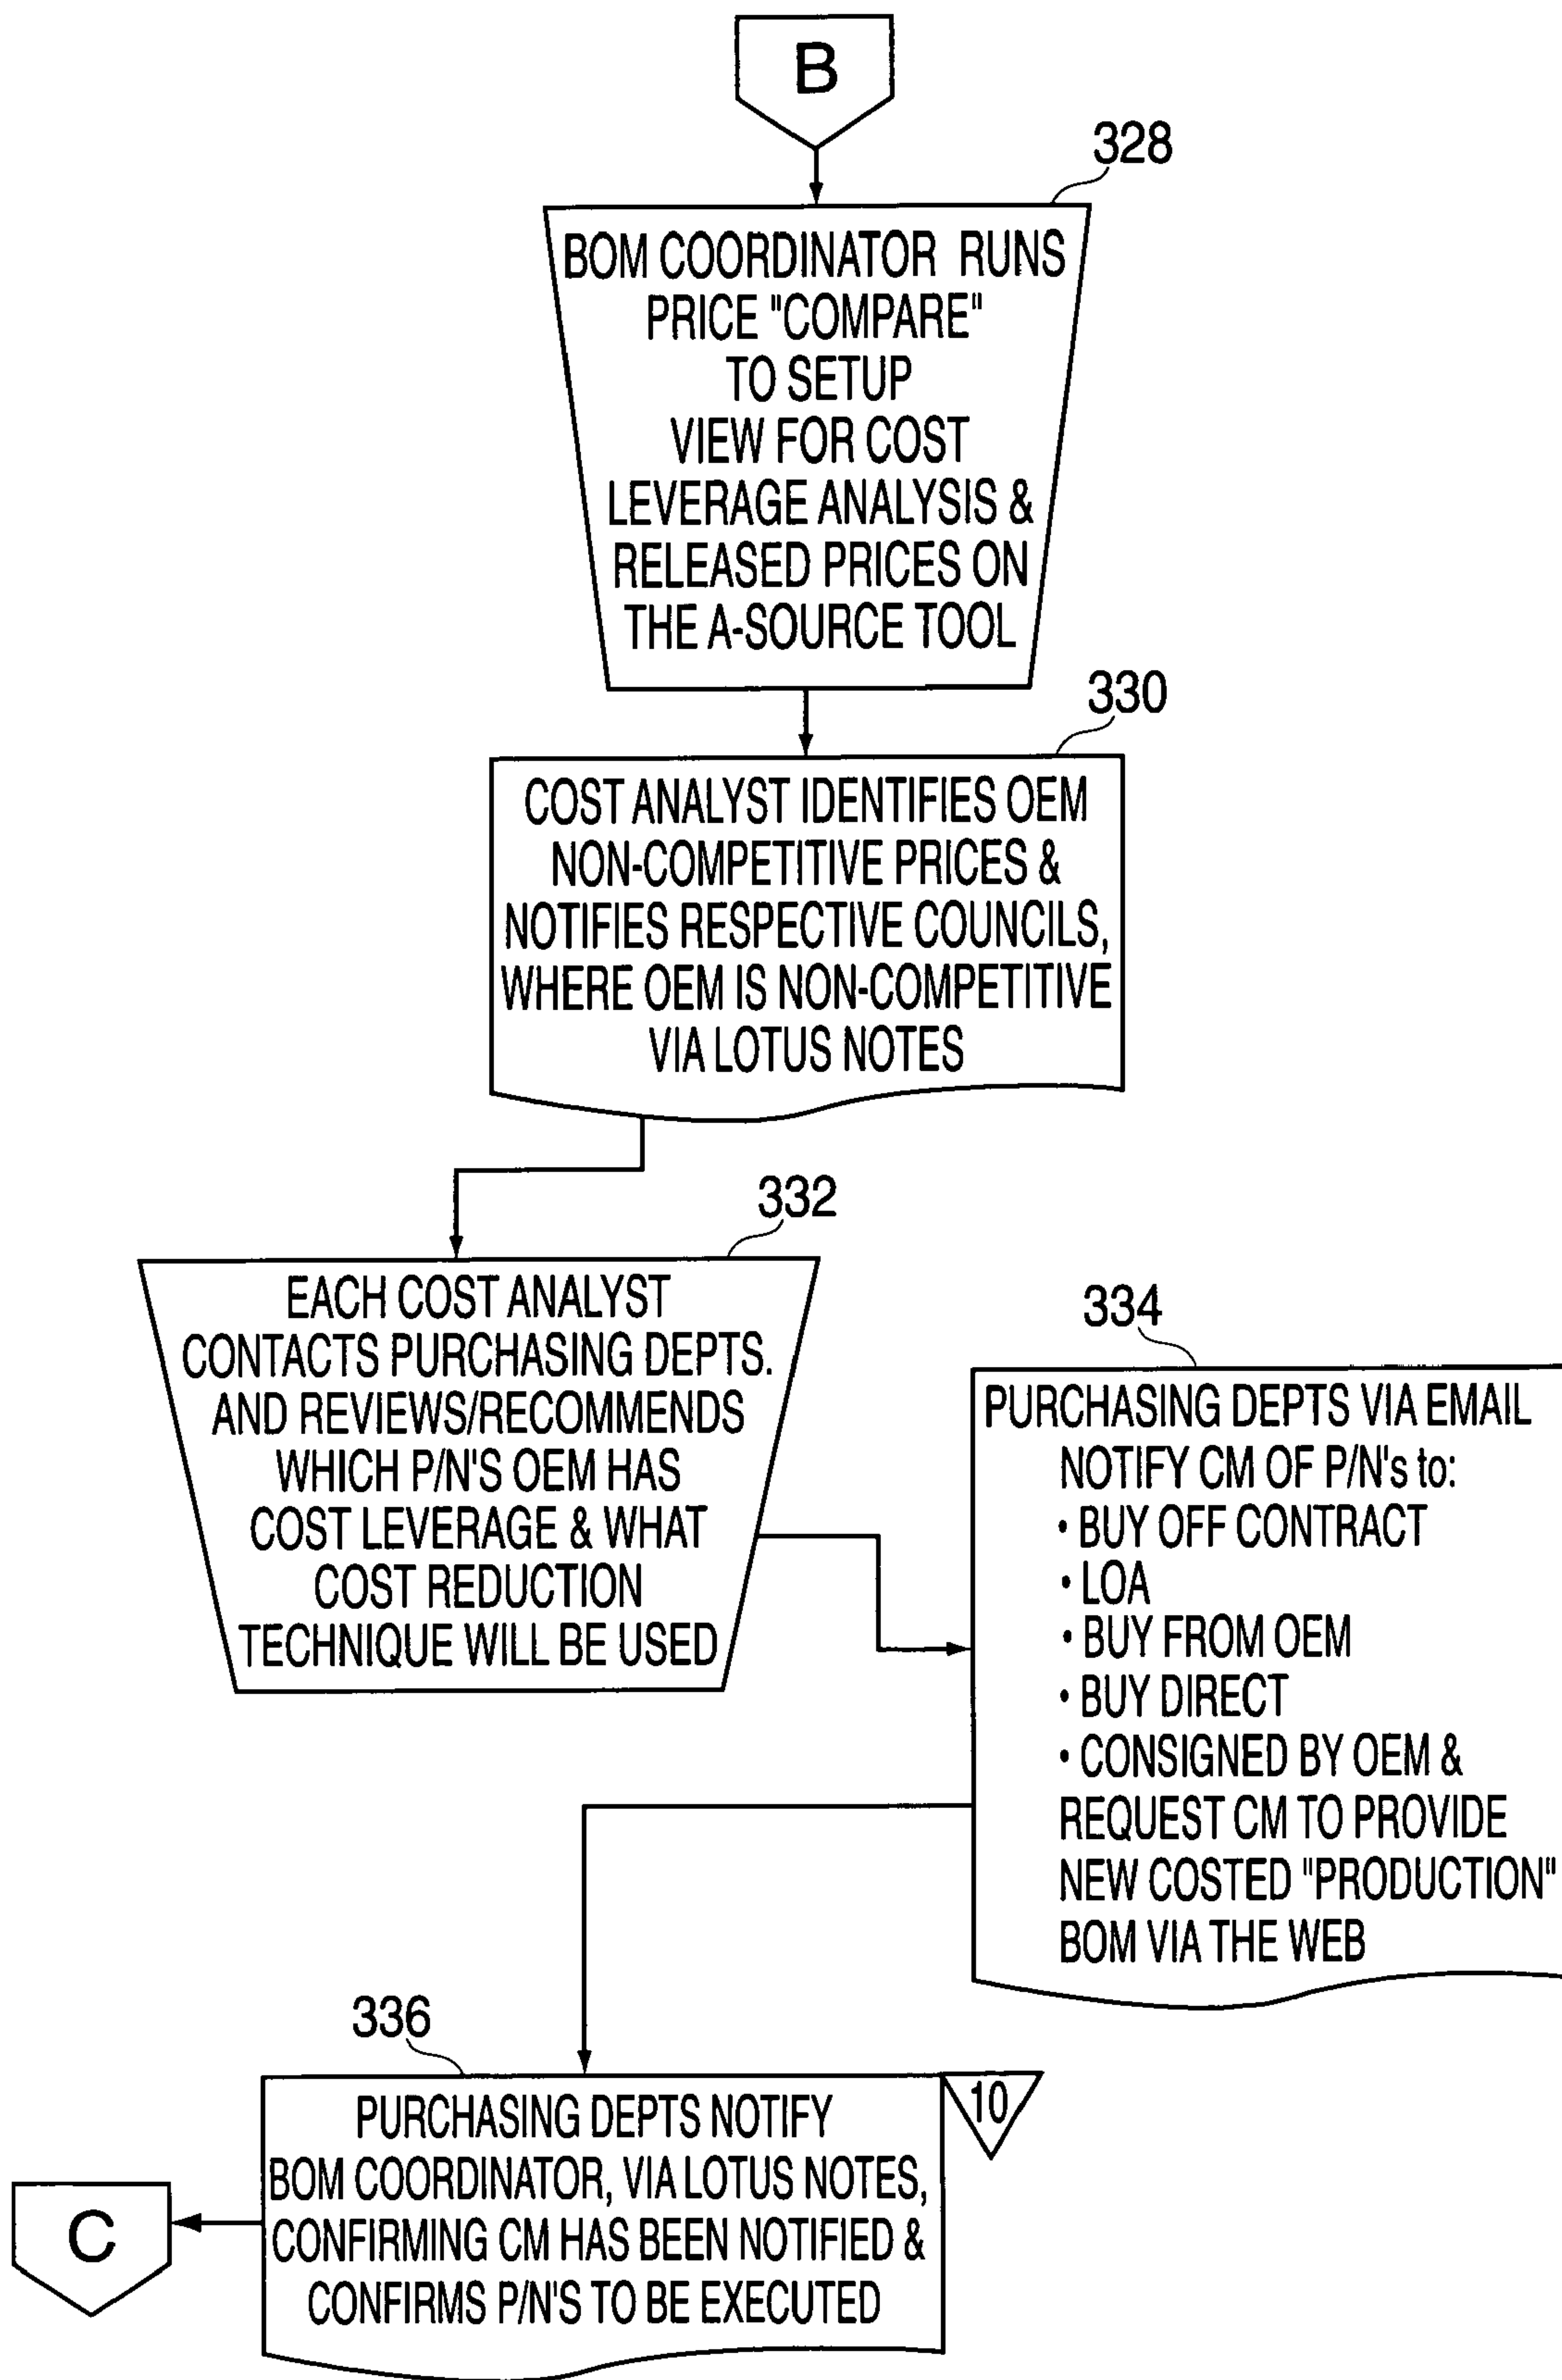 B
328
BOM COORDINATOR RUNS
PRICE "COMPARE"
TO SETUP
VIEW FOR COST
LEVERAGE ANALYSIS &
RELEASED PRICES ON
THE A-SOURCE TOOL
330
COST ANALYST IDENTIFIES OEM
NON-COMPETITIVE PRICES &
NOTIFIES RESPECTIVE COUNCILS,
WHERE OEM IS NON-COMPETITIVE
VIA LOTUS NOTES
332
EACH COST ANALYST
CONTACTS PURCHASING DEPTS.
AND REVIEWS/RECOMMENDS
WHICH P/N'S OEM HAS
COST LEVERAGE & WHAT
COST REDUCTION
TECHNIQUE WILL BE USED
334
PURCHASING DEPTS VIA EMAIL
NOTIFY CM OF P/N's to:
• BUY OFF CONTRACT
• LOA
• BUY FROM OEM
• BUY DIRECT
• CONSIGNED BY OEM &
REQUEST CM TO PROVIDE
NEW COSTED "PRODUCTION"
BOM VIA THE WEB
336
PURCHASING DEPTS NOTIFY
BOM COORDINATOR, VIA LOTUS NOTES,
CONFIRMING CM HAS BEEN NOTIFIED &
CONFIRMS P/N'S TO BE EXECUTED
10
C